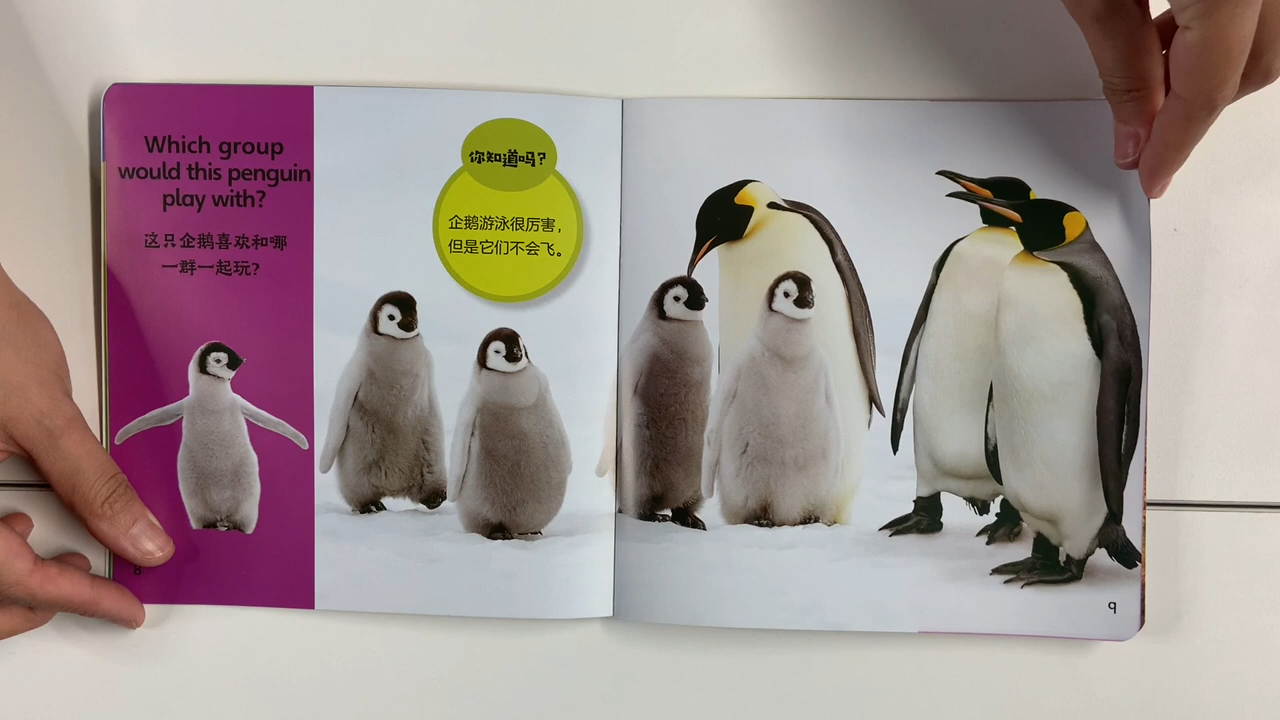 Which group
would this penguin
play with?
这只企鹅喜欢和哪
一群一起玩?
你知道吗?
企鹅游泳很厉害，
但是它们不会飞。
8
9